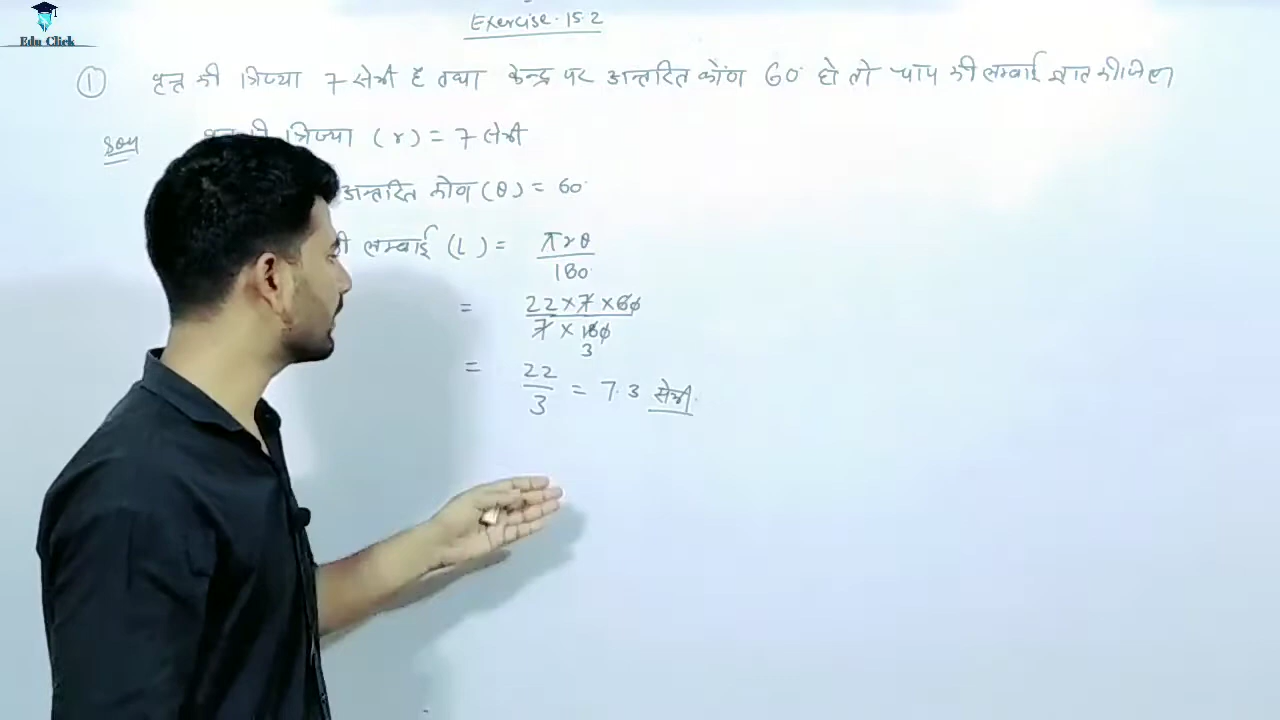 Edu Click
Exercise-15.2
① वृत्त की त्रिज्या 7 सेमी है तथा केन्द्र पर अन्तरित कोंण 60° हो तो चाप की लम्बाई ज्ञात कीजिए।
त्रिज्या (r) = 7 सेमी
अन्तरित कोण (θ) = 60°
की लम्बाई (L) = πrθ
180°
= 22 × 7 × 60
7 × 180
3
= 22
3 = 7.3 सेमी.